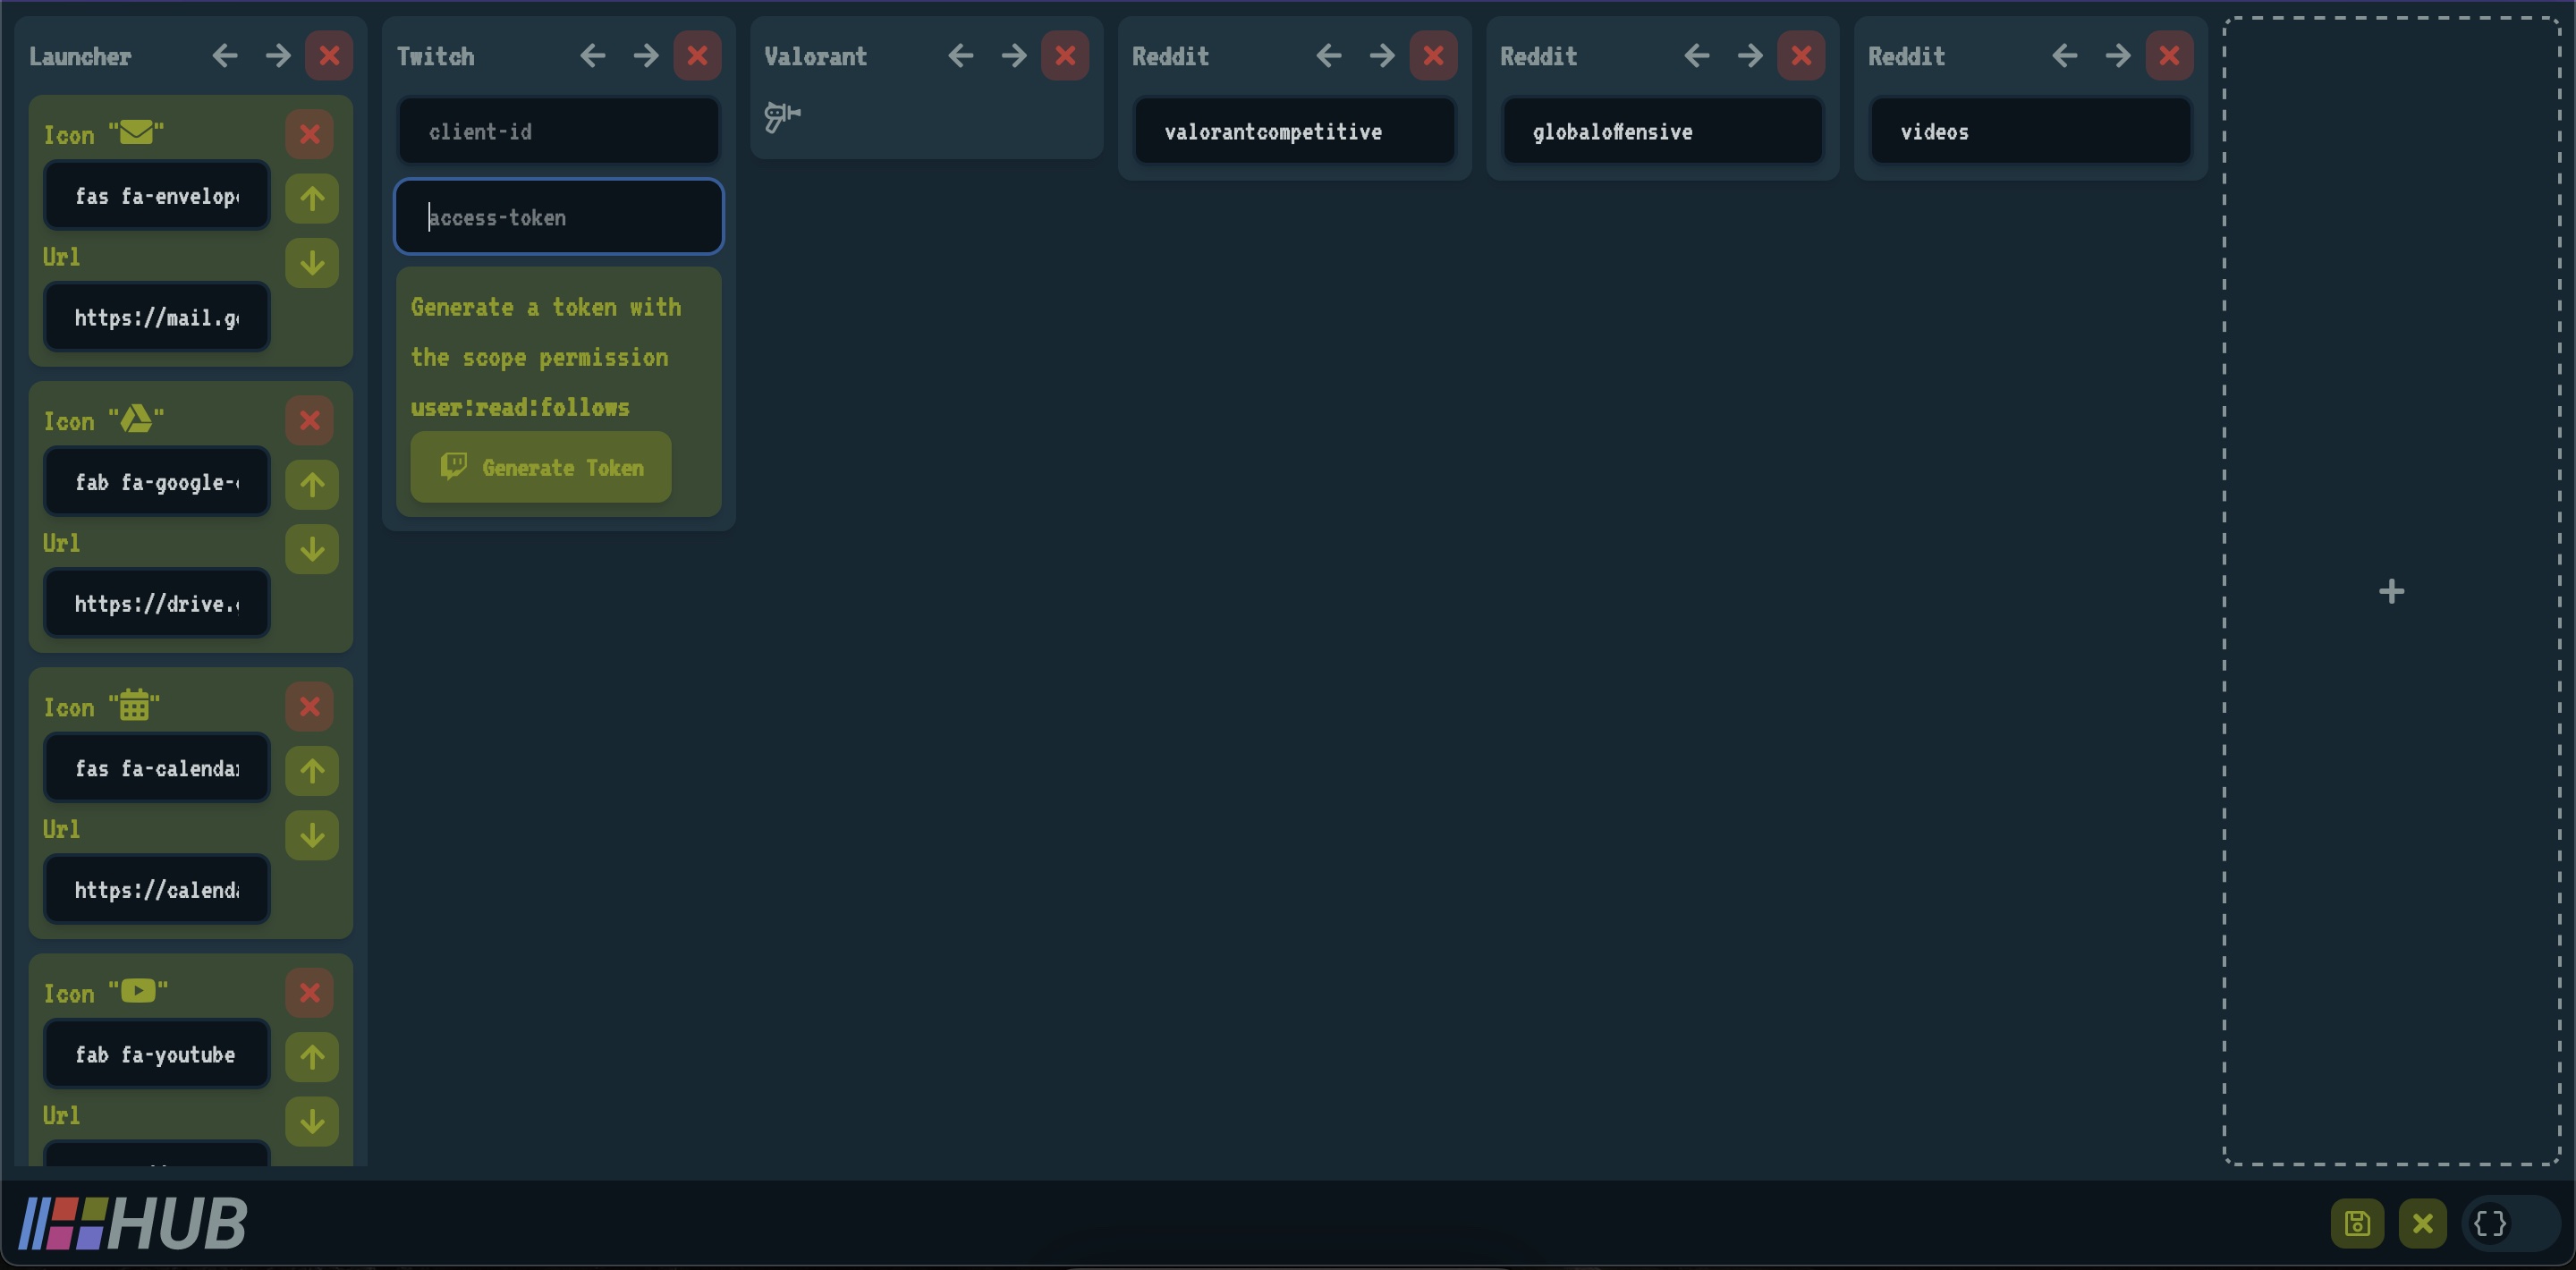 Launcher
Icon ""
fas fa-envelop
Url
https://mail.g
Icon ""
fab fa-google-
Url
https://drive.
Icon ""
fas fa-calenda
Url
https://calend
Icon ""
fab fa-youtube
Url
Twitch
client-id
access-token
Generate a token with
the scope permission
user:read:follows
Generate Token
Valorant
Reddit
valorantcompetitive
Reddit
globaloffensive
Reddit
videos
+
HUB
{}